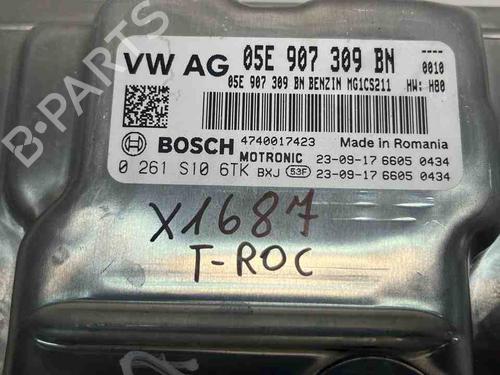 VW AG 05E 907 309 BN ----
0010
05E 907 309 BN BENZIN MG1CS211 HW: H80
BOSCH 4740017423 Made in Romania
MOTRONIC 23-09-17 6605 0434
0 261 S10 6TK BXJ 53F 23-09-17 6605 0434
X1687
T-ROC
B-PARTS